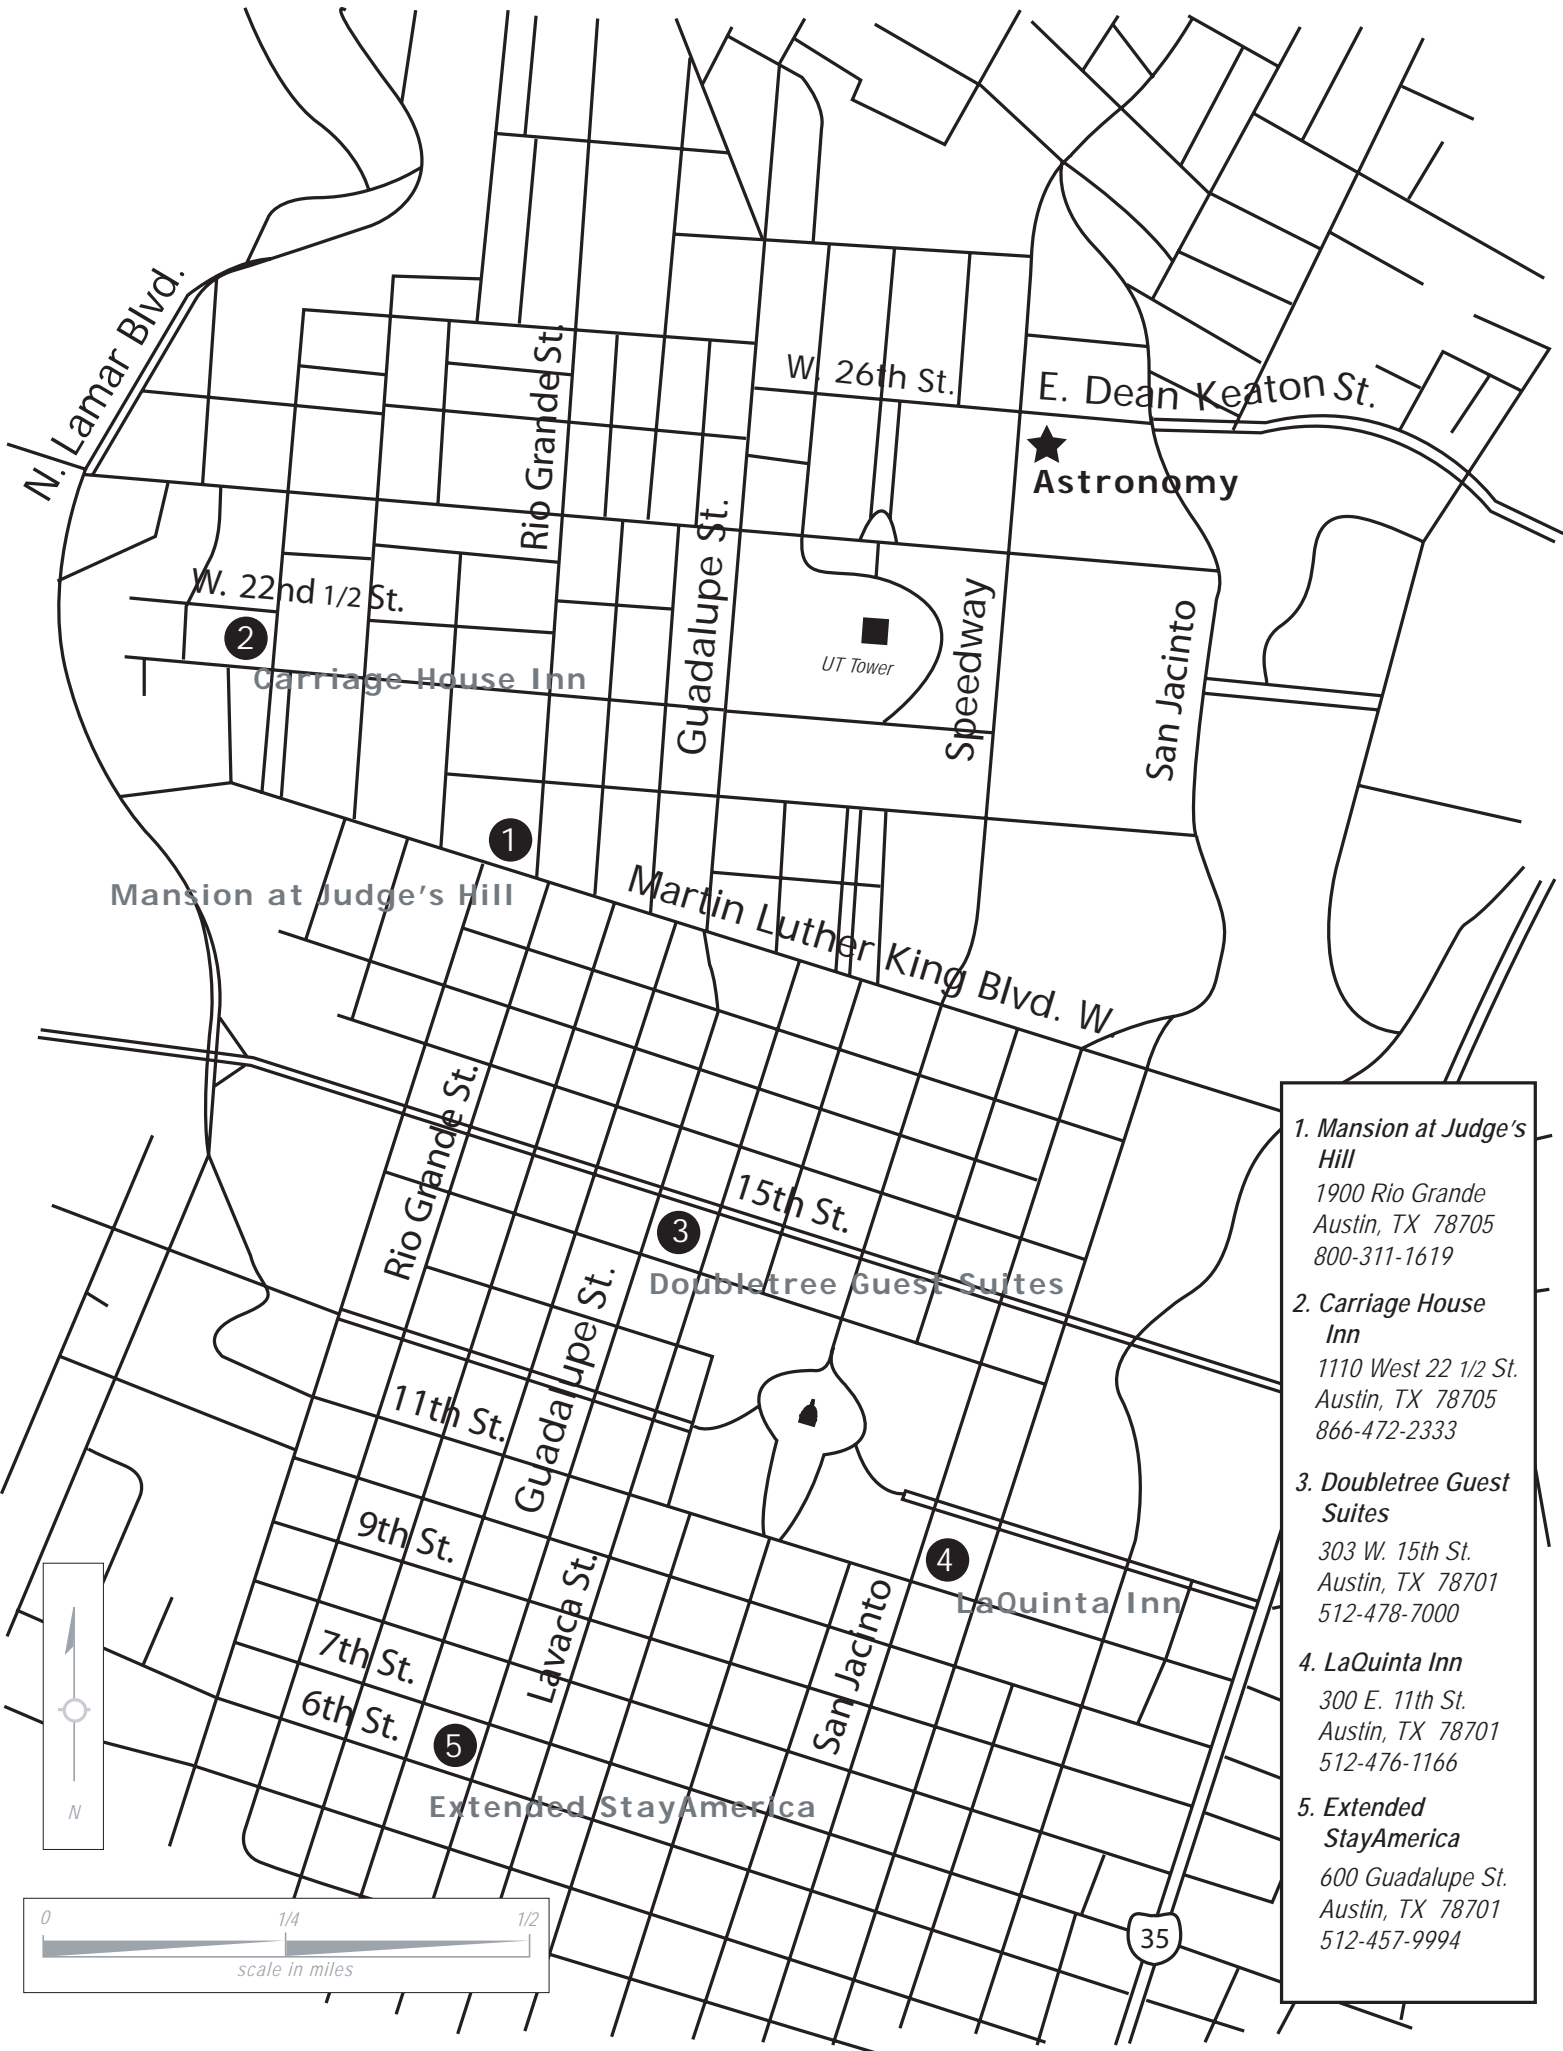 N. Lamar Blvd.
Rio Grande St.
W. 26th St.
E. Dean Keaton St.
Astronomy
Guadalupe St.
W. 22nd 1/2 St.
2
Carriage House Inn
UT Tower
Speedway
San Jacinto
1
Mansion at Judge's Hill
Martin Luther King Blvd. W.
Rio Grande St.
15th St.
3
Doubletree Guest Suites
Guadalupe St.
11th St.
9th St.
4
LaQuinta Inn
Lavaca St.
San Jacinto
7th St.
6th St.
5
Extended StayAmerica
N
0 1/4 1/2
scale in miles
35
1. Mansion at Judge's
Hill
1900 Rio Grande
Austin, TX 78705
800-311-1619
2. Carriage House
Inn
1110 West 22 1/2 St.
Austin, TX 78705
866-472-2333
3. Doubletree Guest
Suites
303 W. 15th St.
Austin, TX 78701
512-478-7000
4. LaQuinta Inn
300 E. 11th St.
Austin, TX 78701
512-476-1166
5. Extended
StayAmerica
600 Guadalupe St.
Austin, TX 78701
512-457-9994